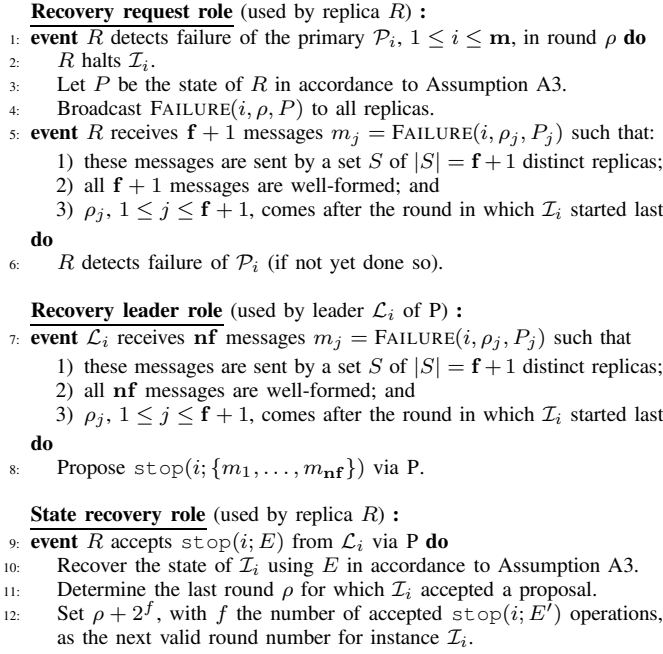 Recovery request role (used by replica R) :
1: event R detects failure of the primary 𝒫ᵢ, 1 ≤ i ≤ m, in round ρ do
2: R halts ℐᵢ.
3: Let P be the state of R in accordance to Assumption A3.
4: Broadcast FAILURE(i, ρ, P) to all replicas.
5: event R receives f + 1 messages mⱼ = FAILURE(i, ρⱼ, Pⱼ) such that:
1) these messages are sent by a set S of |S| = f + 1 distinct replicas;
2) all f + 1 messages are well-formed; and
3) ρⱼ, 1 ≤ j ≤ f + 1, comes after the round in which ℐᵢ started last
do
6: R detects failure of 𝒫ᵢ (if not yet done so).
Recovery leader role (used by leader ℒᵢ of P) :
7: event ℒᵢ receives nf messages mⱼ = FAILURE(i, ρⱼ, Pⱼ) such that
1) these messages are sent by a set S of |S| = f + 1 distinct replicas;
2) all nf messages are well-formed; and
3) ρⱼ, 1 ≤ j ≤ f + 1, comes after the round in which ℐᵢ started last
do
8: Propose stop(i; {m₁, . . . , m_nf}) via P.
State recovery role (used by replica R) :
9: event R accepts stop(i; E) from ℒᵢ via P do
10: Recover the state of ℐᵢ using E in accordance to Assumption A3.
11: Determine the last round ρ for which ℐᵢ accepted a proposal.
12: Set ρ + 2^f, with f the number of accepted stop(i; E′) operations,
as the next valid round number for instance ℐᵢ.